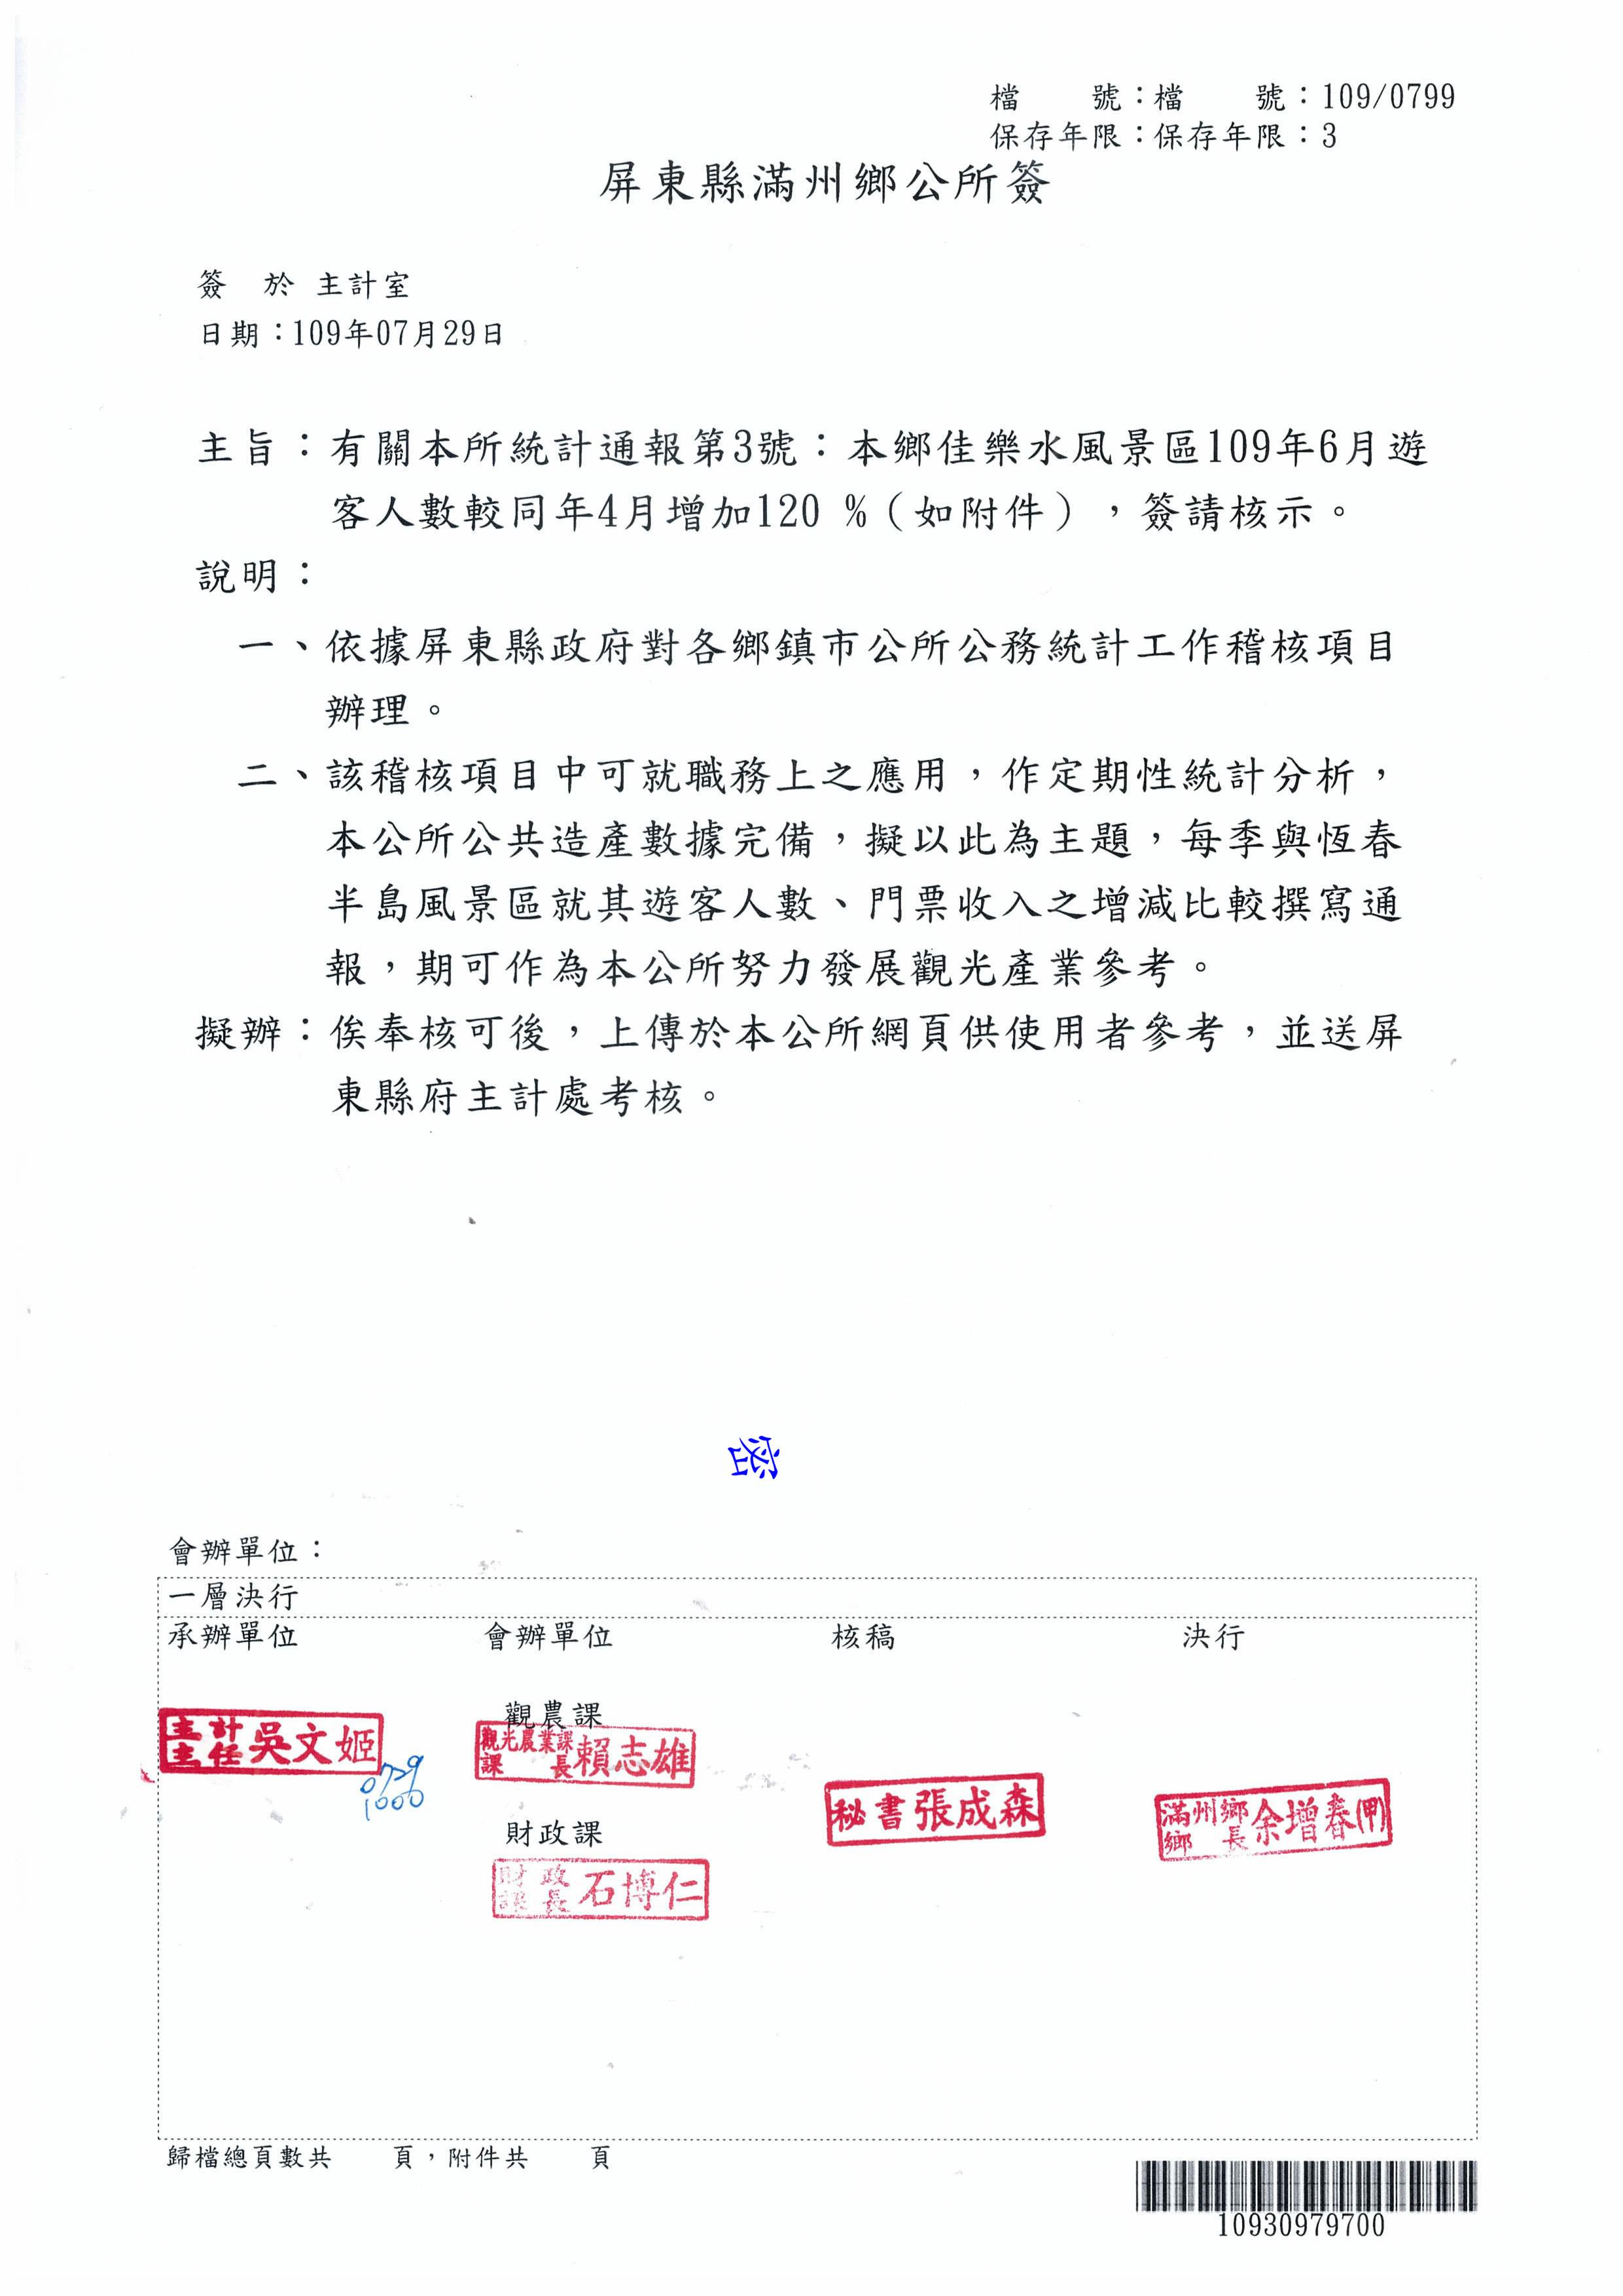 檔　　號：檔　　號：109/0799
保存年限：保存年限：3
屏東縣滿州鄉公所簽
簽　於 主計室
日期：109年07月29日
主旨：有關本所統計通報第3號：本鄉佳樂水風景區109年6月遊
客人數較同年4月增加120 %（如附件），簽請核示。
說明：
一、依據屏東縣政府對各鄉鎮市公所公務統計工作稽核項目
辦理。
二、該稽核項目中可就職務上之應用，作定期性統計分析，
本公所公共造產數據完備，擬以此為主題，每季與恆春
半島風景區就其遊客人數、門票收入之增減比較撰寫通
報，期可作為本公所努力發展觀光產業參考。
擬辦：俟奉核可後，上傳於本公所網頁供使用者參考，並送屏
東縣府主計處考核。
密
會辦單位：
一層決行
承辦單位　會辦單位　核稿　決行
觀農課
主計主任吳文姬
0729
1000
觀光農業課課長賴志雄
財政課
財政課長石博仁
秘書張成森
滿州鄉鄉長余增春(甲)
歸檔總頁數共　　頁，附件共　　頁
10930979700